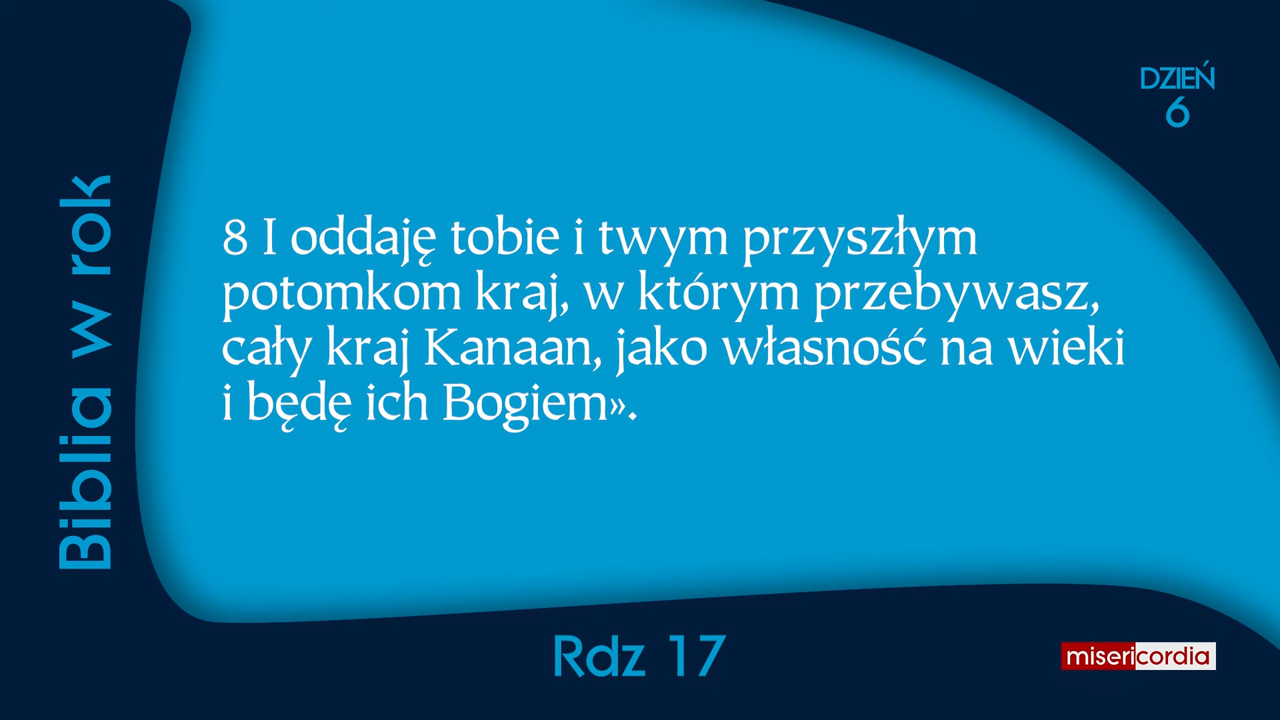 DZIEŃ
6
Biblia w rok
8 I oddaję tobie i twym przyszłym
potomkom kraj, w którym przebywasz,
cały kraj Kanaan, jako własność na wieki
i będę ich Bogiem».
Rdz 17
misericordia